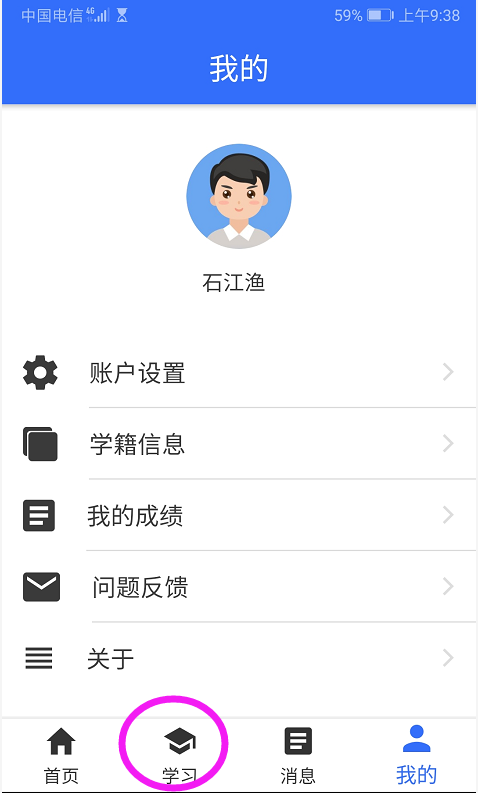 中国电信 4G 59% 上午9:38
我的
石江渔
账户设置
学籍信息
我的成绩
问题反馈
关于
首页 学习 消息 我的